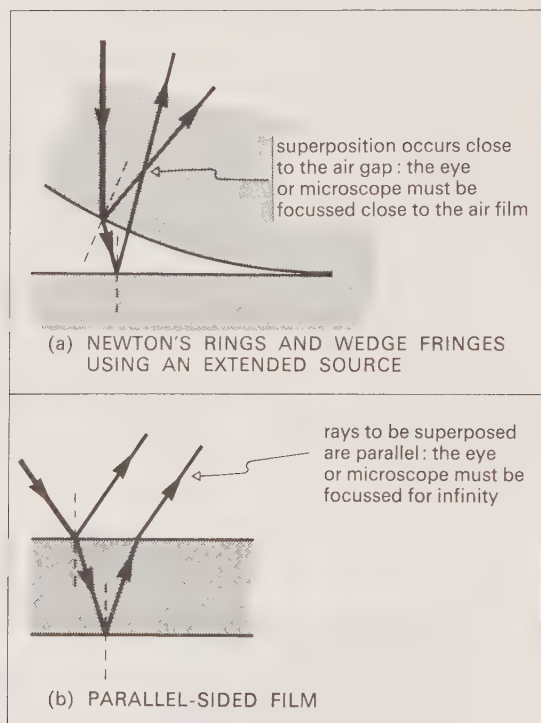 superposition occurs close
to the air gap : the eye
or microscope must be
focussed close to the air film
(a) NEWTON'S RINGS AND WEDGE FRINGES
USING AN EXTENDED SOURCE
rays to be superposed
are parallel : the eye
or microscope must be
focussed for infinity
(b) PARALLEL-SIDED FILM